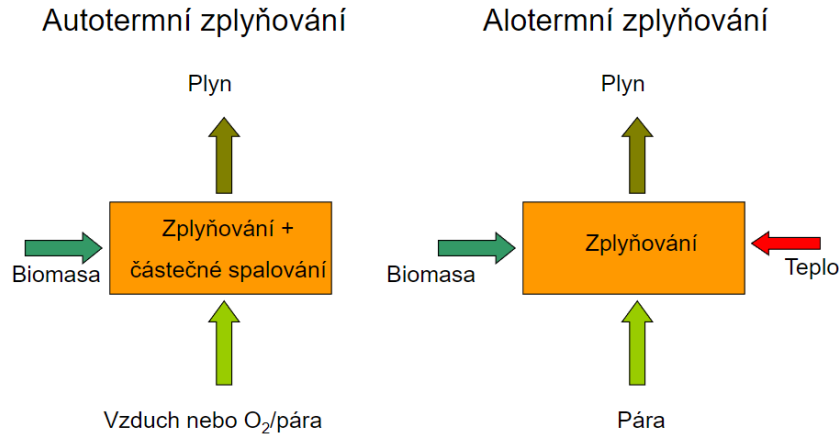 Autotermní zplyňování
Plyn
Zplyňování +
částečné spalování
Biomasa
Vzduch nebo O₂/pára
Alotermní zplyňování
Plyn
Zplyňování
Biomasa
Teplo
Pára